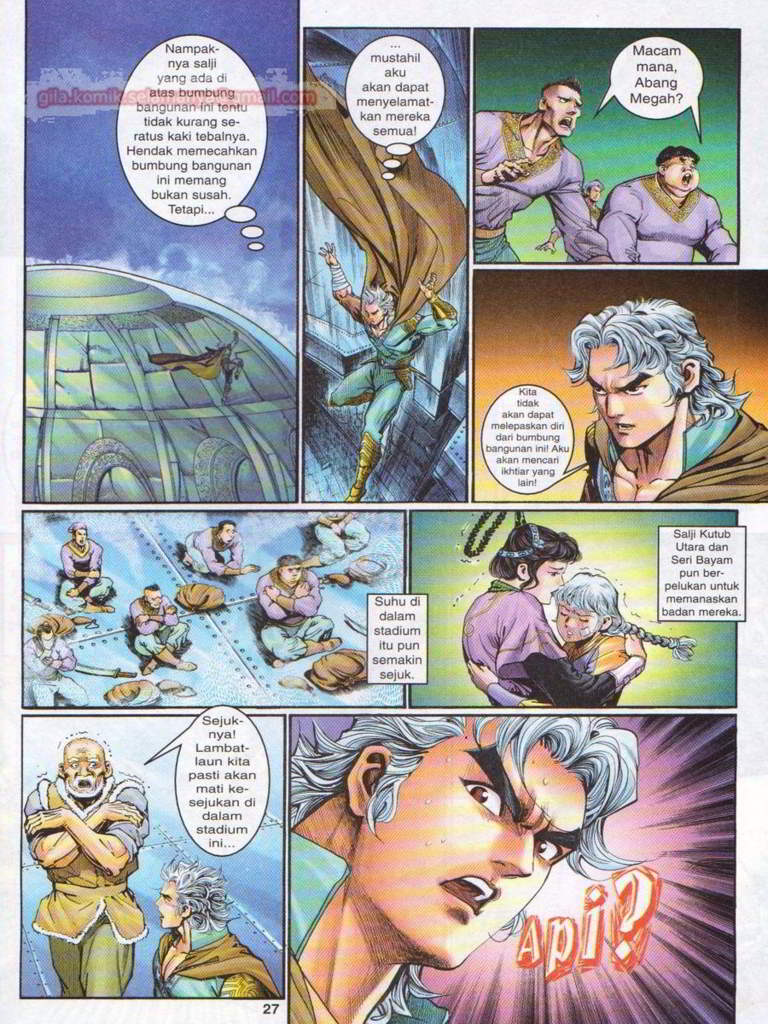 Nampak-
nya salji
yang ada di
atas bumbung
bangunan ini tentu
tidak kurang se-
ratus kaki tebalnya.
Hendak memecahkan
bumbung bangunan
ini memang
bukan susah.
Tetapi...
...
mustahil
aku
akan dapat
menyelamat-
kan mereka
semua!
Macam
mana,
Abang
Megah?
Kita
tidak
akan dapat
melepaskan diri
dari bumbung
bangunan ini! Aku
akan mencari
ikhtiar yang
lain!
Suhu di
dalam
stadium
itu pun
semakin
sejuk.
Salji Kutub
Utara dan
Seri Bayam
pun ber-
pelukan untuk
memanaskan
badan mereka.
Sejuk-
nya!
Lambat-
laun kita
pasti akan
mati ke-
sejukan di
dalam
stadium
ini...
Api?
27